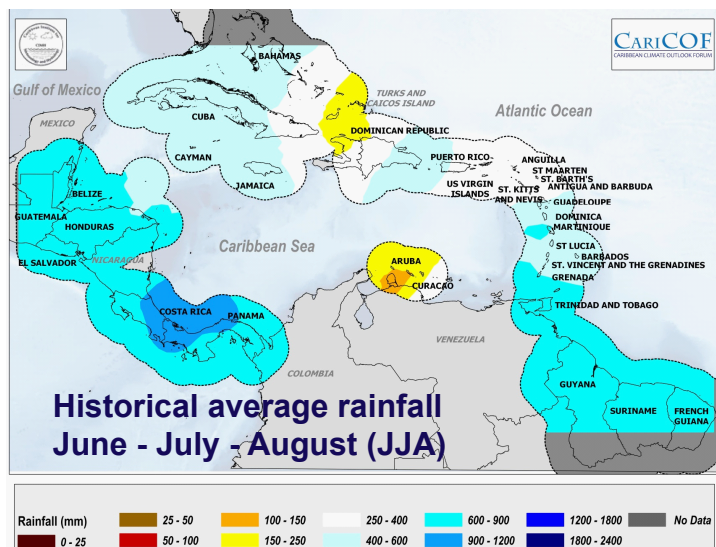 CARICOF
CARIBBEAN CLIMATE OUTLOOK FORUM
BAHAMAS
Gulf of Mexico
TURKS AND
CAICOS ISLAND
Atlantic Ocean
MEXICO
CUBA
DOMINICAN REPUBLIC
CAYMAN
PUERTO RICO
ANGUILLA
ST MAARTEN
ST. BARTH'S
JAMAICA
US VIRGIN
ISLANDS
ST. KITTS
AND NEVIS
ANTIGUA AND BARBUDA
BELIZE
GUADELOUPE
GUATEMALA
DOMINICA
HONDURAS
MARTINIQUE
Caribbean Sea
ST LUCIA
EL SALVADOR
NICARAGUA
ARUBA
BARBADOS
ST. VINCENT AND THE GRENADINES
CURACAO
GRENADA
COSTA RICA
PANAMA
TRINIDAD AND TOBAGO
VENEZUELA
COLOMBIA
GUYANA
SURINAME
FRENCH
GUIANA
Historical average rainfall
June - July - August (JJA)
Rainfall (mm)
25 - 50
100 - 150
250 - 400
600 - 900
1200 - 1800
No Data
0 - 25
50 - 100
150 - 250
400 - 600
900 - 1200
1800 - 2400